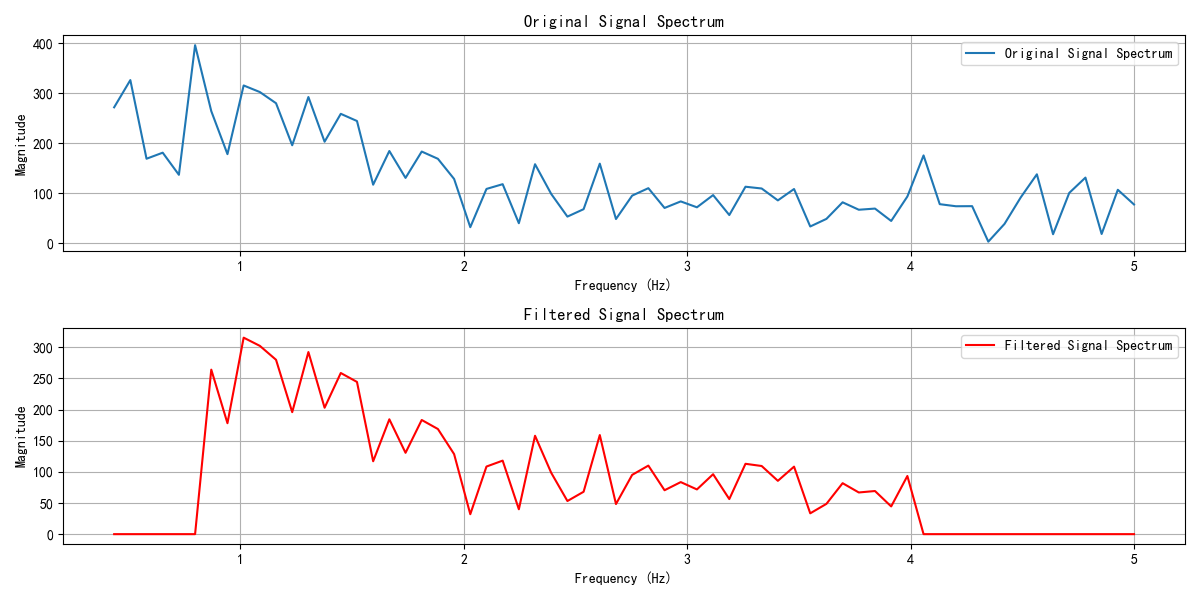 Original Signal Spectrum
400
300
200
100
0
Magnitude
Original Signal Spectrum
1 2 3 4 5
Frequency (Hz)
Filtered Signal Spectrum
300
250
200
150
100
50
0
Magnitude
Filtered Signal Spectrum
1 2 3 4 5
Frequency (Hz)